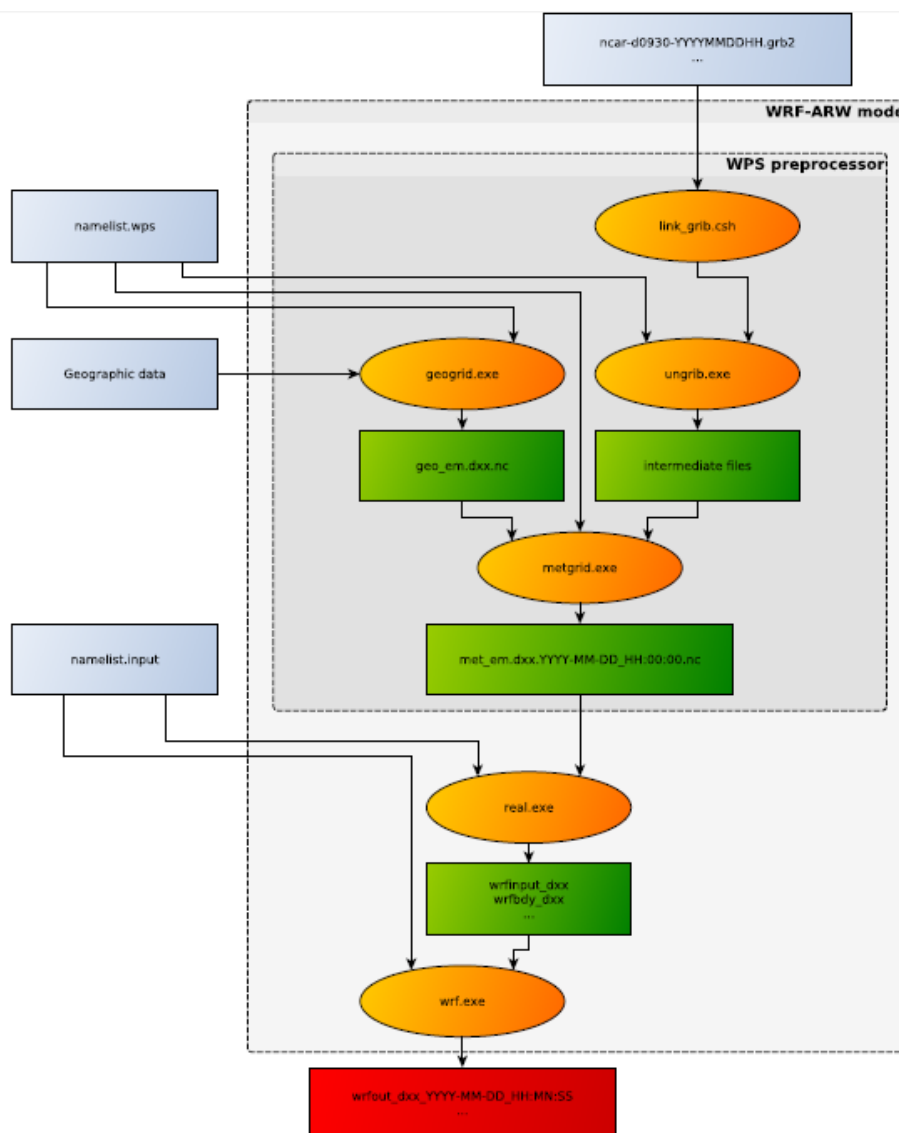 ncar-d0930-YYYYMMDDHH.grb2
...
WRF-ARW mode
WPS preprocessor
namelist.wps
link_grib.csh
Geographic data
geogrid.exe
ungrib.exe
geo_em.dxx.nc
intermediate files
metgrid.exe
namelist.input
met_em.dxx.YYYY-MM-DD_HH:00:00.nc
real.exe
wrfinput_dxx
wrfbdy_dxx
...
wrf.exe
wrfout_dxx_YYYY-MM-DD_HH:MN:SS
...